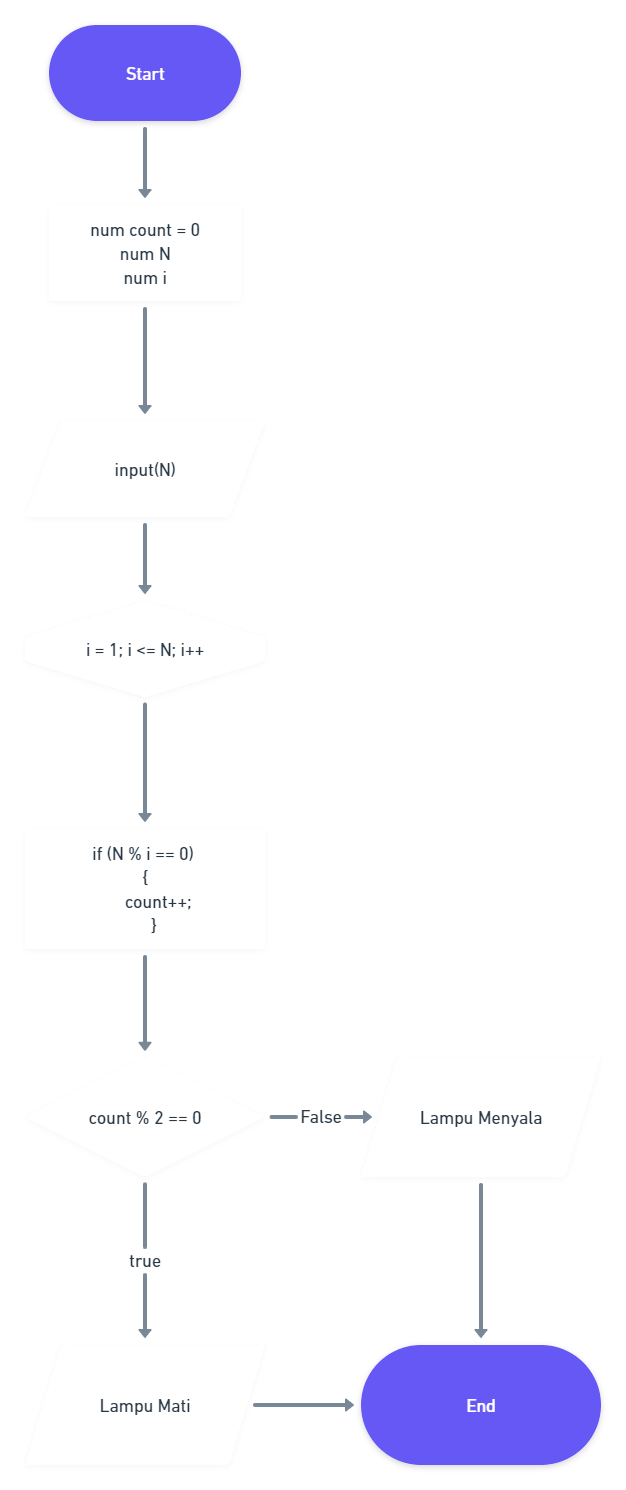 Start
num count = 0
num N
num i
input(N)
i = 1; i <= N; i++
if (N % i == 0)
{
count++;
}
count % 2 == 0
False
Lampu Menyala
true
Lampu Mati
End